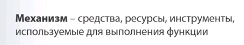 Механизм – средства, ресурсы, инструменты,
используемые для выполнения функции